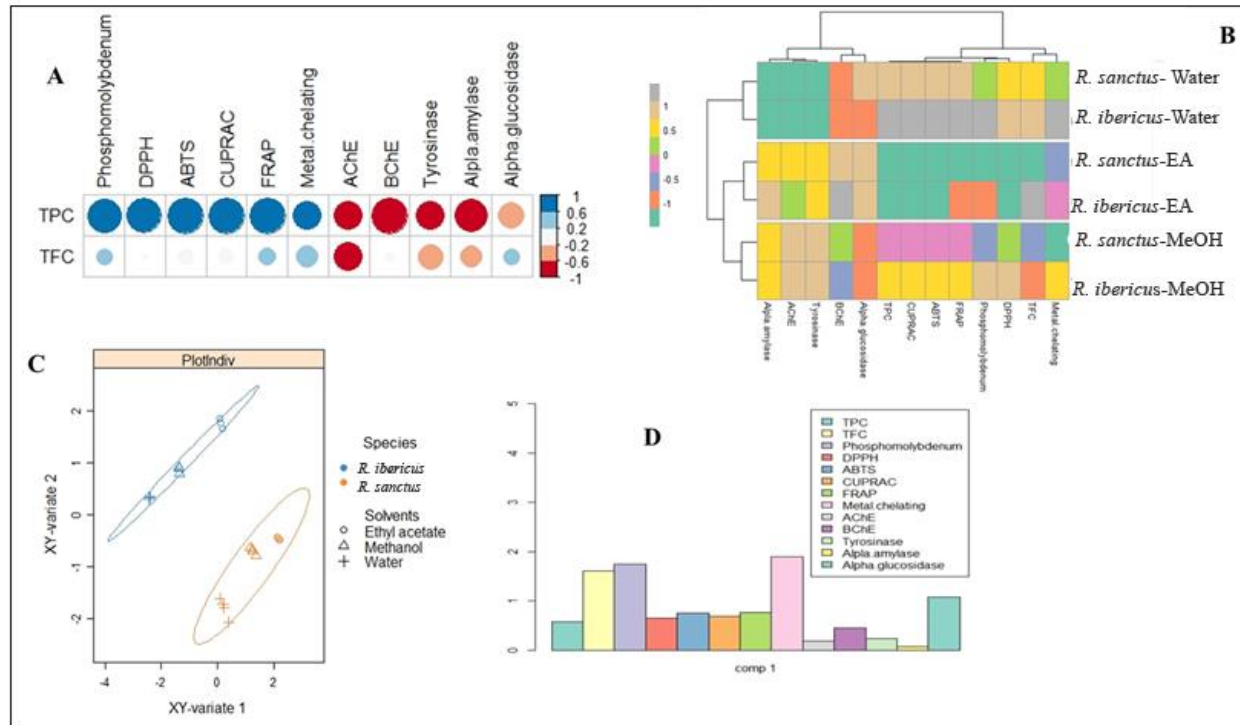 A
Phosphomolybdenum
DPPH
ABTS
CUPRAC
FRAP
Metal.chelating
AChE
BChE
Tyrosinase
Alpla.amylase
Alpha.glucosidase
TPC
TFC
1
0.6
0.2
-0.2
-0.6
-1
B
1
0.5
0
-0.5
-1
R. sanctus- Water
R. ibericus-Water
R. sanctus-EA
R. ibericus-EA
R. sanctus-MeOH
R. ibericus-MeOH
Alpla.amylase
AChE
Tyrosinase
BChE
Alpha.glucosidase
TPC
CUPRAC
ABTS
FRAP
Phosphomolybdenum
DPPH
TFC
Metal.chelating
C
PlotIndiv
XY-variate 2
2
1
0
-1
-2
-4 -2 0 2
XY-variate 1
Species
R. ibericus
R. sanctus
Solvents
Ethyl acetate
Methanol
Water
D
5
4
3
2
1
0
comp 1
TPC
TFC
Phosphomolybdenum
DPPH
ABTS
CUPRAC
FRAP
Metal.chelating
AChE
BChE
Tyrosinase
Alpla.amylase
Alpha.glucosidase